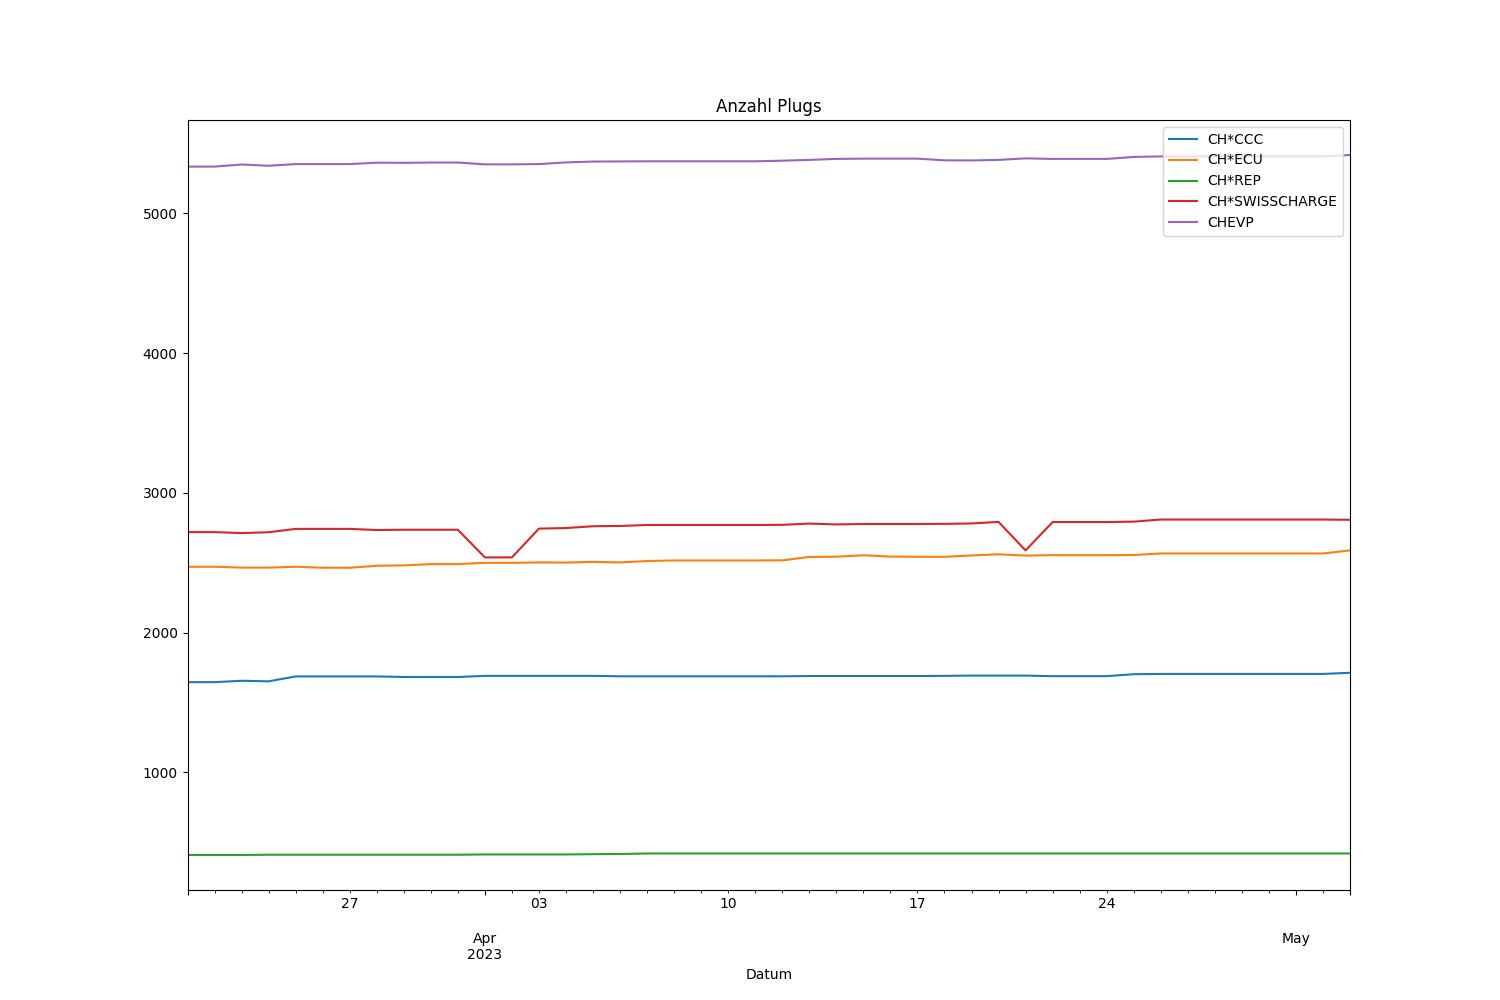 Anzahl Plugs
CH*CCC
CH*ECU
CH*REP
CH*SWISSCHARGE
CHEVP
5000
4000
3000
2000
1000
27 03 10 17 24
Apr May
2023
Datum